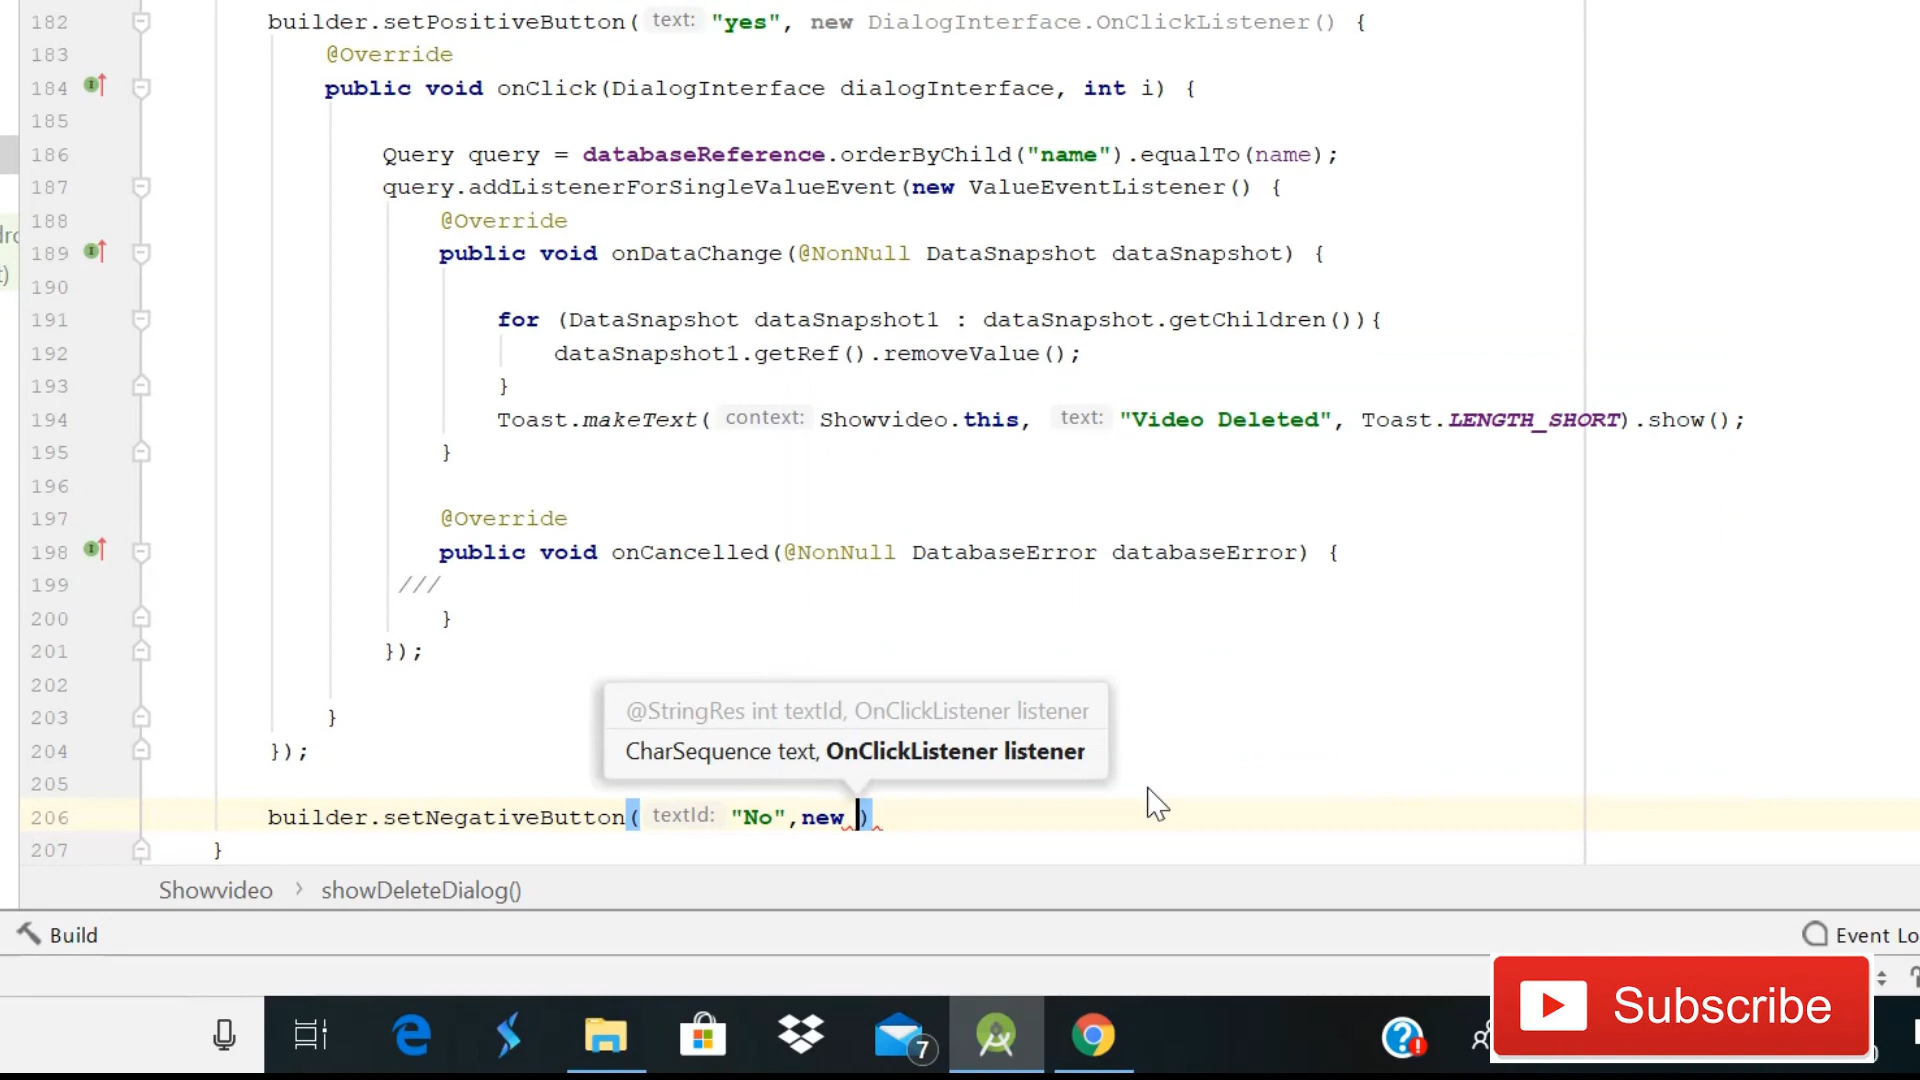 182 builder.setPositiveButton( text: "yes", new DialogInterface.OnClickListener() {
183 @Override
184 public void onClick(DialogInterface dialogInterface, int i) {
185
186 Query query = databaseReference.orderByChild("name").equalTo(name);
187 query.addListenerForSingleValueEvent(new ValueEventListener() {
188 @Override
189 public void onDataChange(@NonNull DataSnapshot dataSnapshot) {
190
191 for (DataSnapshot dataSnapshot1 : dataSnapshot.getChildren()){
192 dataSnapshot1.getRef().removeValue();
193 }
194 Toast.makeText( context: Showvideo.this, text: "Video Deleted", Toast.LENGTH_SHORT).show();
195 }
196
197 @Override
198 public void onCancelled(@NonNull DatabaseError databaseError) {
199 ///
200 }
201 });
202
203 }
204 });
205
@StringRes int textId, OnClickListener listener
CharSequence text, OnClickListener listener
206 builder.setNegativeButton( textId: "No",new )
207 }
Showvideo › showDeleteDialog()
Build
Event Lo
Subscribe
7